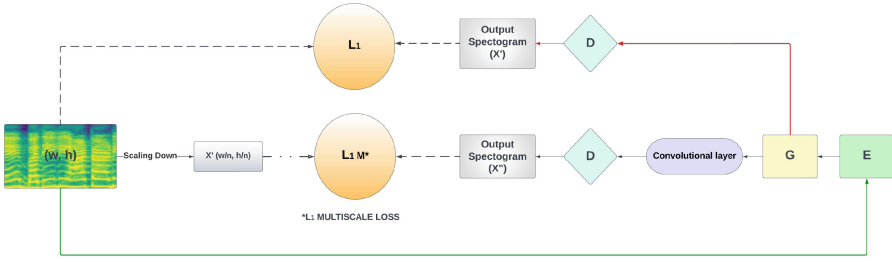 L1
Output
Spectogram
(X')
D
(w, h)
Scaling Down
X' (w/n, h/n)
L1 M*
Output
Spectogram
(X")
D
Convolutional layer
G
E
*L1 MULTISCALE LOSS